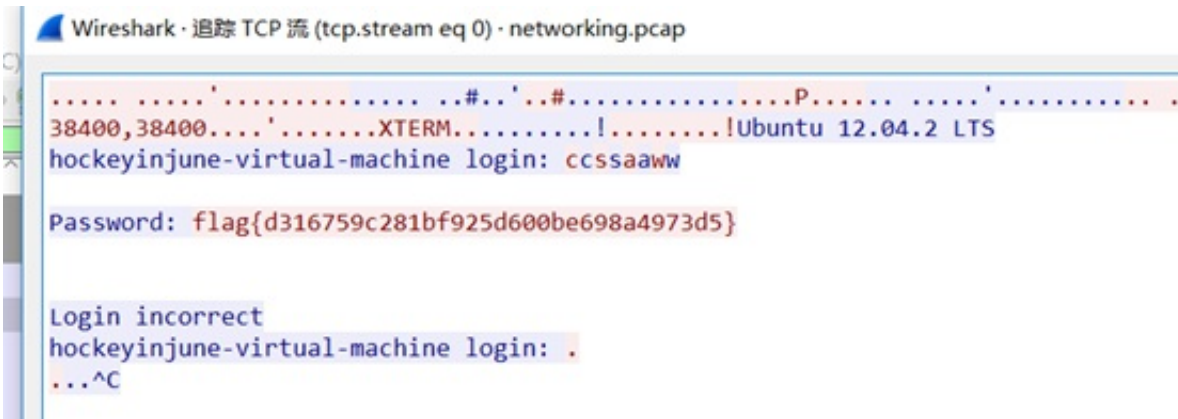 Wireshark · 追踪 TCP 流 (tcp.stream eq 0) · networking.pcap
..... .....'.............. ..#..'..#.................P...... .....'........... .
38400,38400....'.......XTERM..........!........!Ubuntu 12.04.2 LTS
hockeyinjune-virtual-machine login: ccssaaww
Password: flag{d316759c281bf925d600be698a4973d5}
Login incorrect
hockeyinjune-virtual-machine login: .
...^C